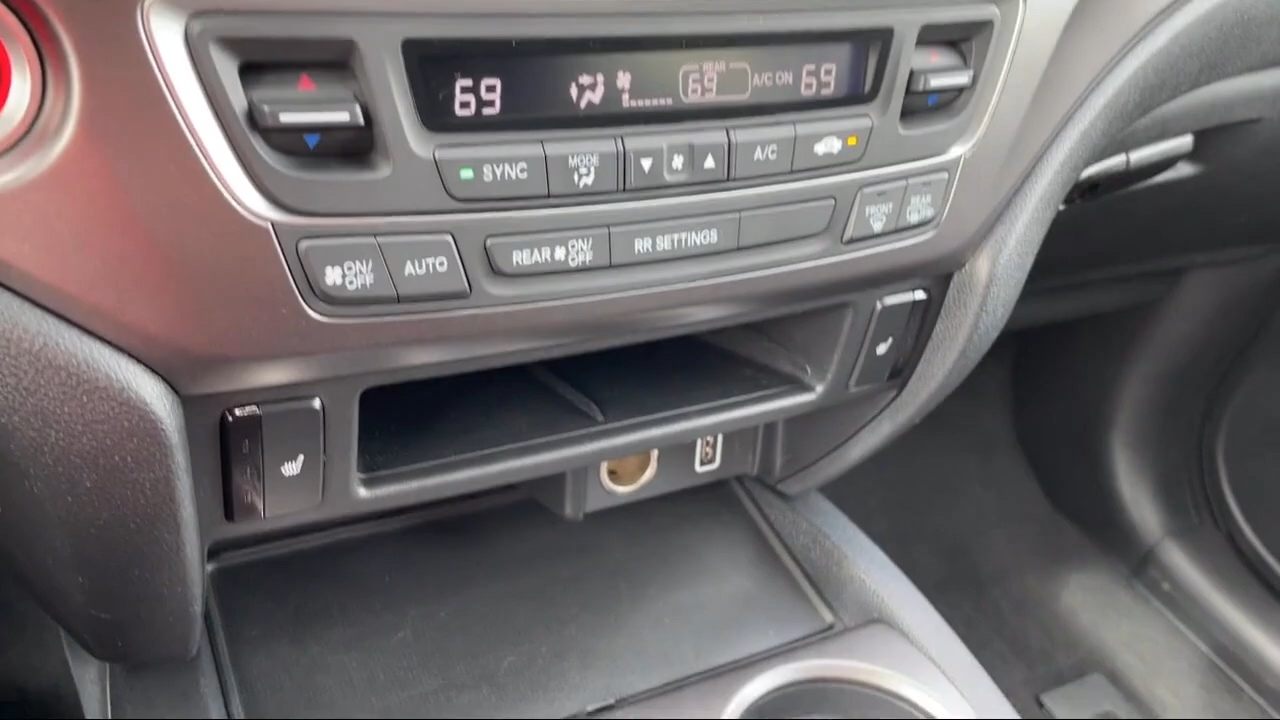 69 REAR 69 A/C ON 69
SYNC MODE A/C
FRONT REAR
ON/OFF AUTO REAR ON/OFF RR SETTINGS